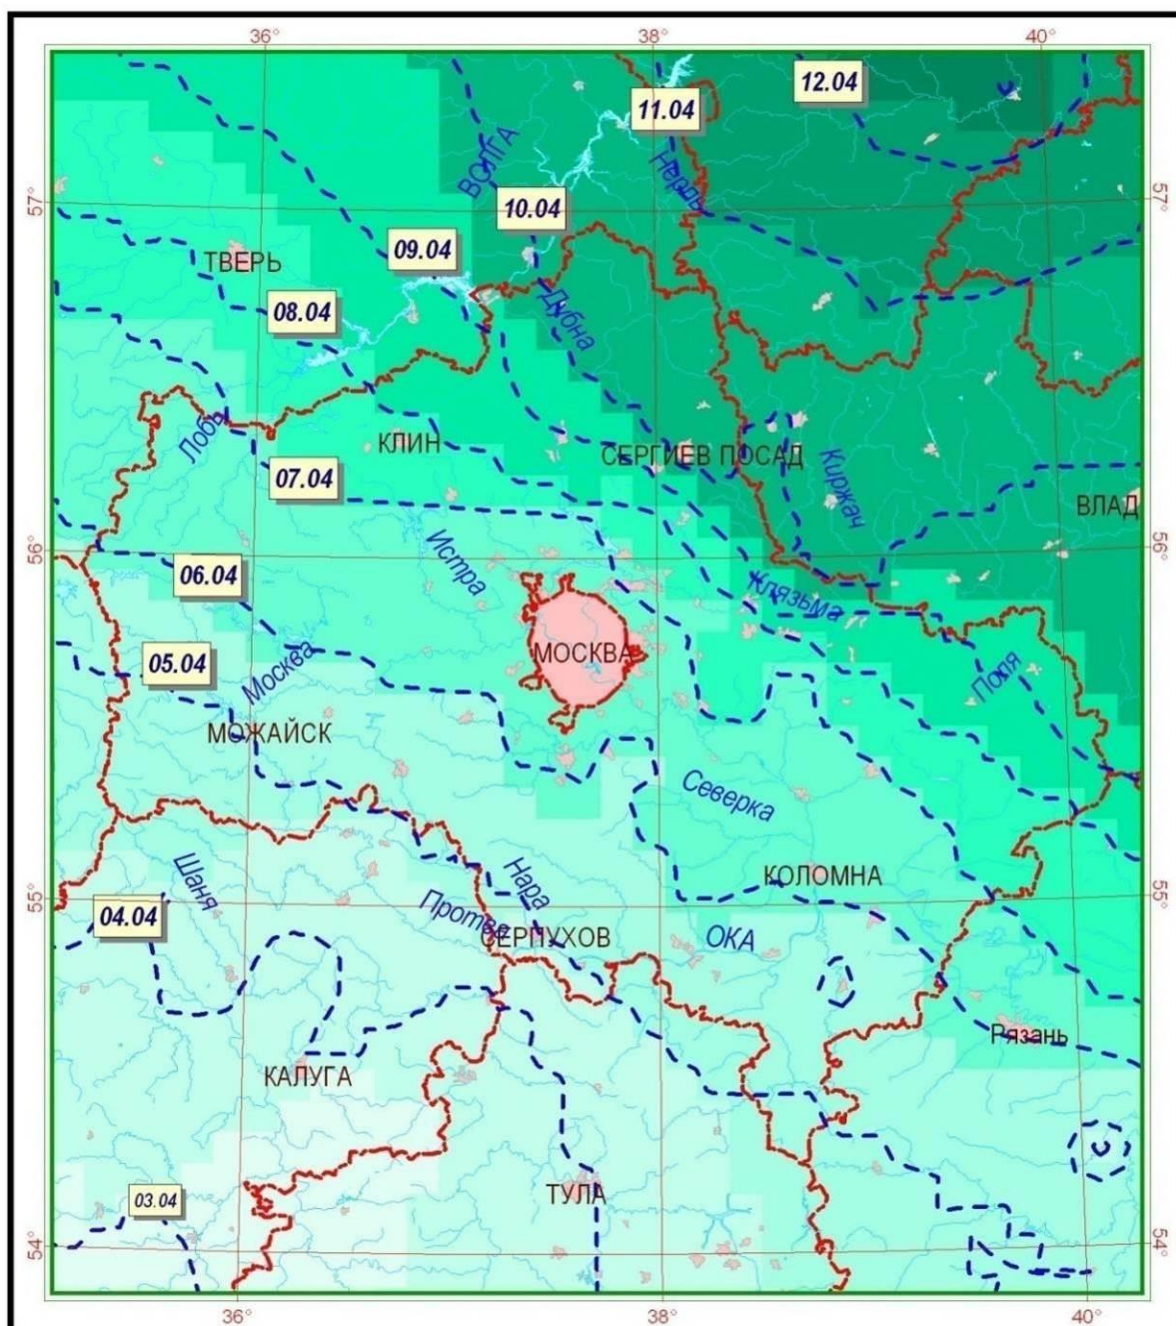 36°
38°
40°
12.04
11.04
ВОЛГА
Нерль
57°
57°
10.04
09.04
ТВЕРЬ
08.04
Дубна
Лобь
КЛИН
СЕРГИЕВ ПОСАД
07.04
Киржач
ВЛАД
Истра
56°
56°
06.04
Клязьма
МОСКВА
05.04
Москва
Поля
МОЖАЙСК
Северка
КОЛОМНА
Шаня
Нара
55°
55°
04.04
Протва
СЕРПУХОВ
ОКА
Рязань
КАЛУГА
ТУЛА
03.04
54°
54°
36°
38°
40°